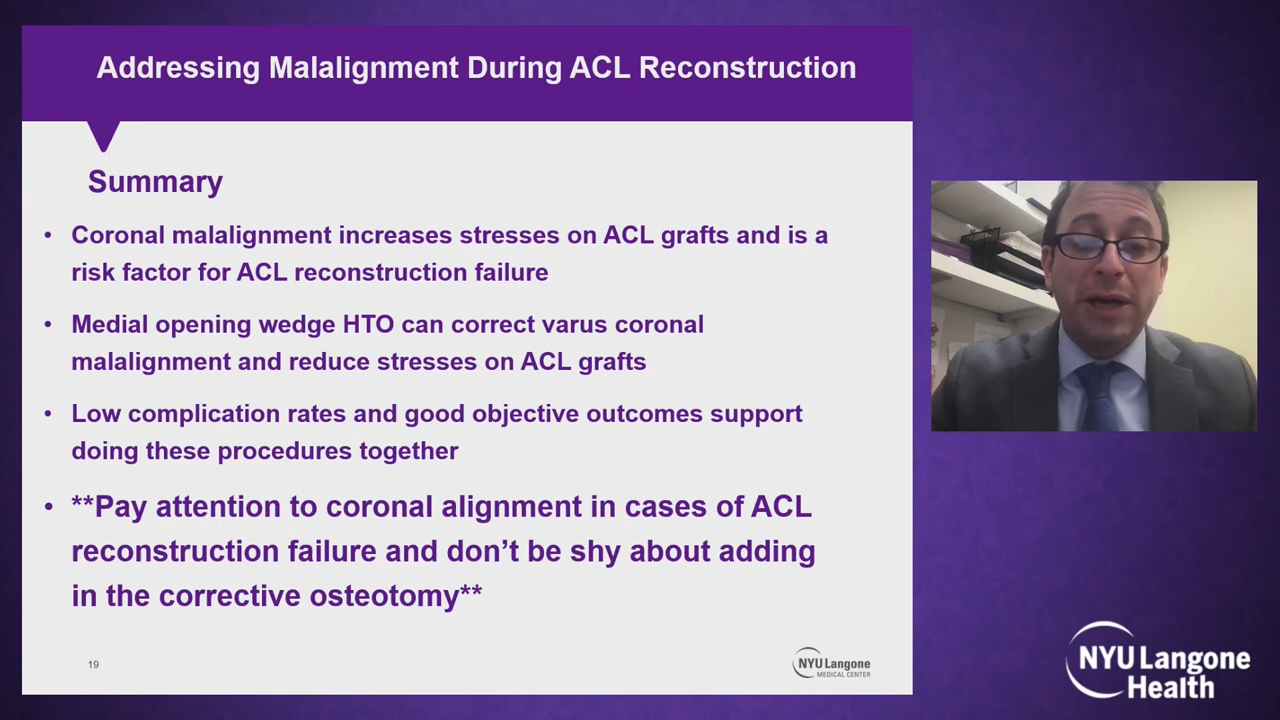 Addressing Malalignment During ACL Reconstruction
Summary
• Coronal malalignment increases stresses on ACL grafts and is a
risk factor for ACL reconstruction failure
• Medial opening wedge HTO can correct varus coronal
malalignment and reduce stresses on ACL grafts
• Low complication rates and good objective outcomes support
doing these procedures together
• **Pay attention to coronal alignment in cases of ACL
reconstruction failure and don’t be shy about adding
in the corrective osteotomy**
19
NYU Langone
MEDICAL CENTER
NYU Langone
Health